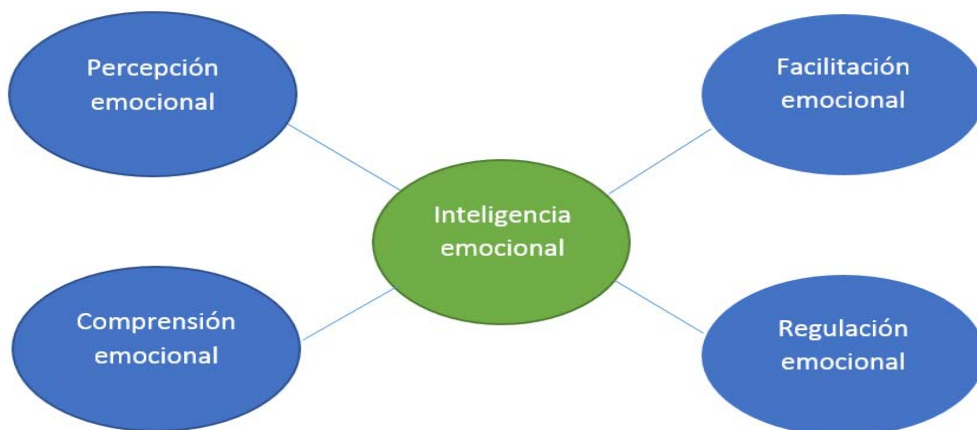 Percepción
emocional
Facilitación
emocional
Inteligencia
emocional
Comprensión
emocional
Regulación
emocional